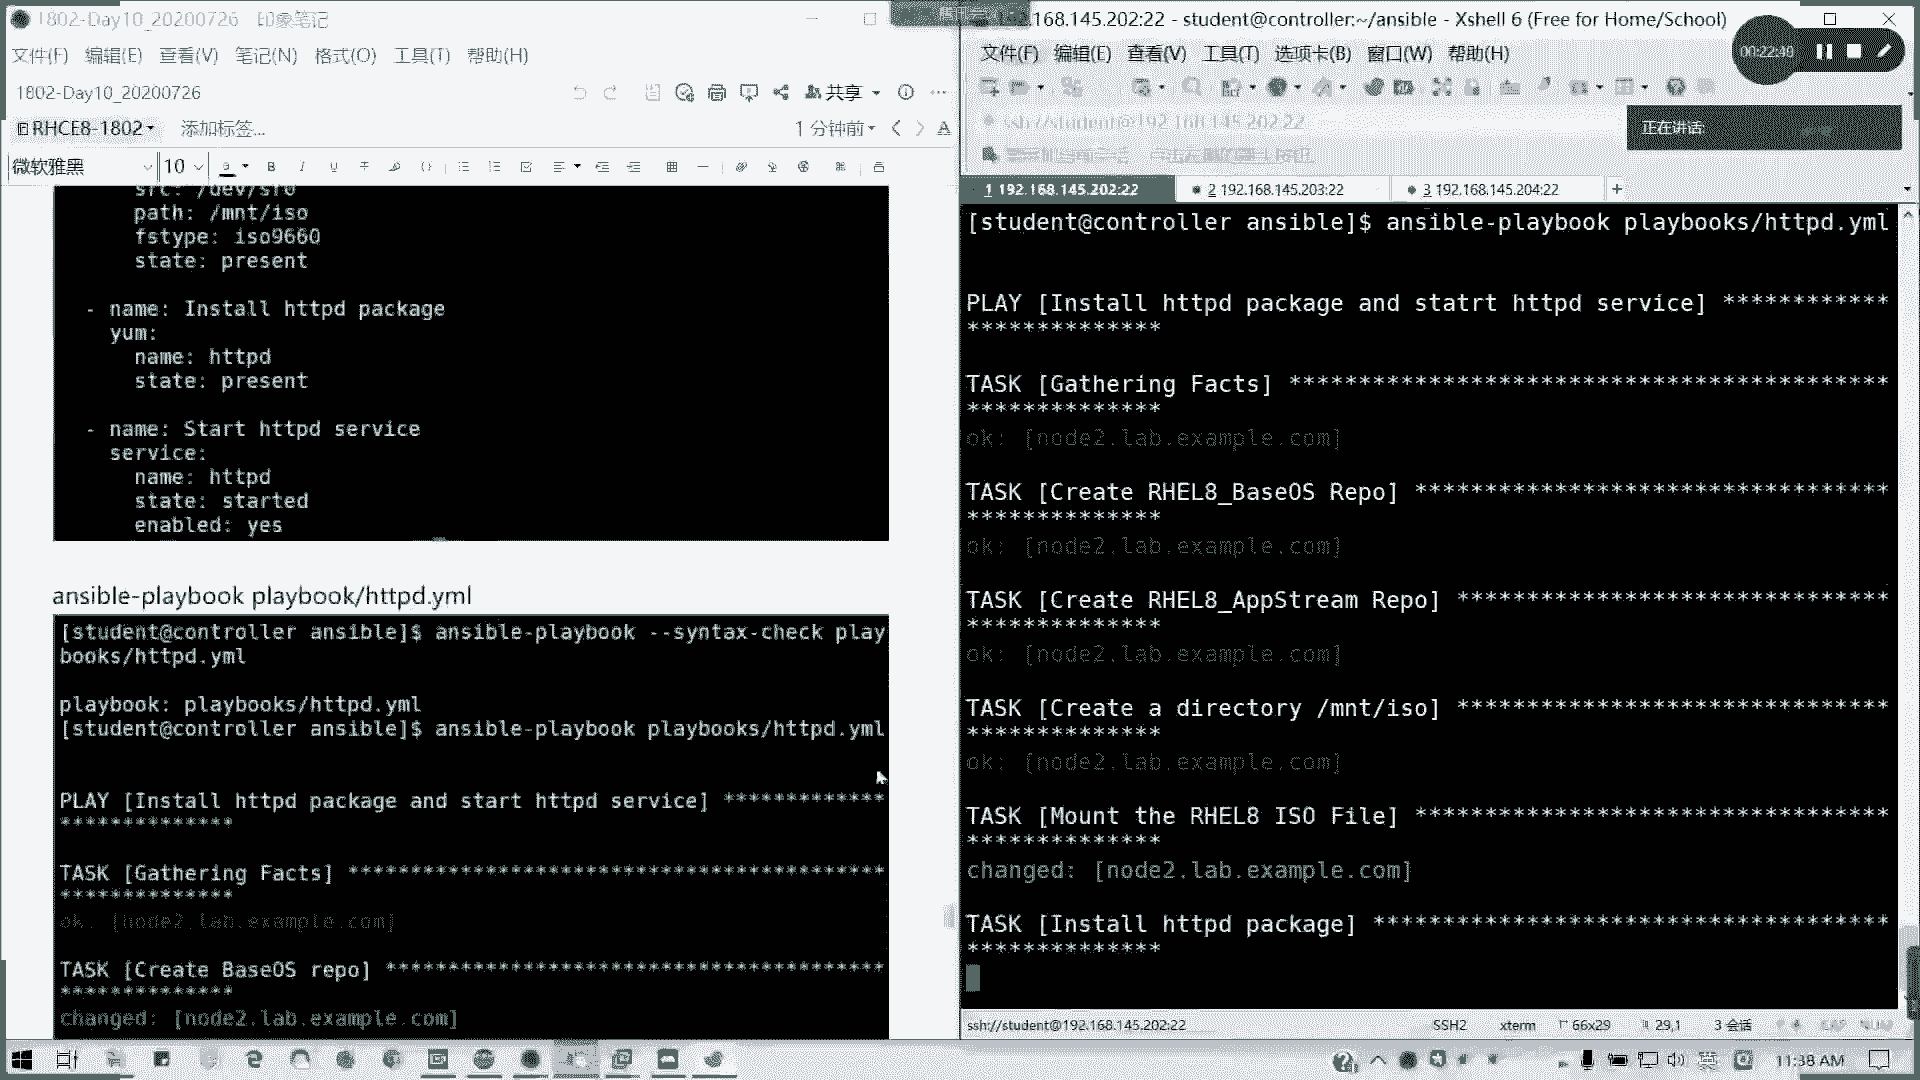 1802-Day10_20200726 印象笔记
文件(F) 编辑(E) 查看(V) 笔记(N) 格式(O) 工具(T) 帮助(H)
1802-Day10_20200726
共享
RHCE8-1802
添加标签...
1 分钟前
微软雅黑 10
src: /dev/sr0
path: /mnt/iso
fstype: iso9660
state: present
- name: Install httpd package
yum:
name: httpd
state: present
- name: Start httpd service
service:
name: httpd
state: started
enabled: yes
ansible-playbook playbook/httpd.yml
[student@controller ansible]$ ansible-playbook --syntax-check play
books/httpd.yml
playbook: playbooks/httpd.yml
[student@controller ansible]$ ansible-playbook playbooks/httpd.yml
PLAY [Install httpd package and start httpd service] *************
**************
TASK [Gathering Facts] *******************************************
**************
ok: [node2.lab.example.com]
TASK [Create BaseOS repo] ****************************************
**************
changed: [node2.lab.example.com]
192.168.145.202:22 - student@controller:~/ansible - Xshell 6 (Free for Home/School)
00:22:40
文件(F) 编辑(E) 查看(V) 工具(T) 选项卡(B) 窗口(W) 帮助(H)
ssh://student@192.168.145.202:22
正在讲话:
1 192.168.145.202:22
2 192.168.145.203:22
3 192.168.145.204:22
[student@controller ansible]$ ansible-playbook playbooks/httpd.yml
PLAY [Install httpd package and statrt httpd service] ************
**************
TASK [Gathering Facts] *******************************************
**************
ok: [node2.lab.example.com]
TASK [Create RHEL8_BaseOS Repo] **********************************
**************
ok: [node2.lab.example.com]
TASK [Create RHEL8_AppStream Repo] *******************************
**************
ok: [node2.lab.example.com]
TASK [Create a directory /mnt/iso] *******************************
**************
ok: [node2.lab.example.com]
TASK [Mount the RHEL8 ISO File] **********************************
**************
changed: [node2.lab.example.com]
TASK [Install httpd package] *************************************
**************
ssh://student@192.168.145.202:22
SSH2 xterm 66x29 29,1 3 会话
英
11:38 AM